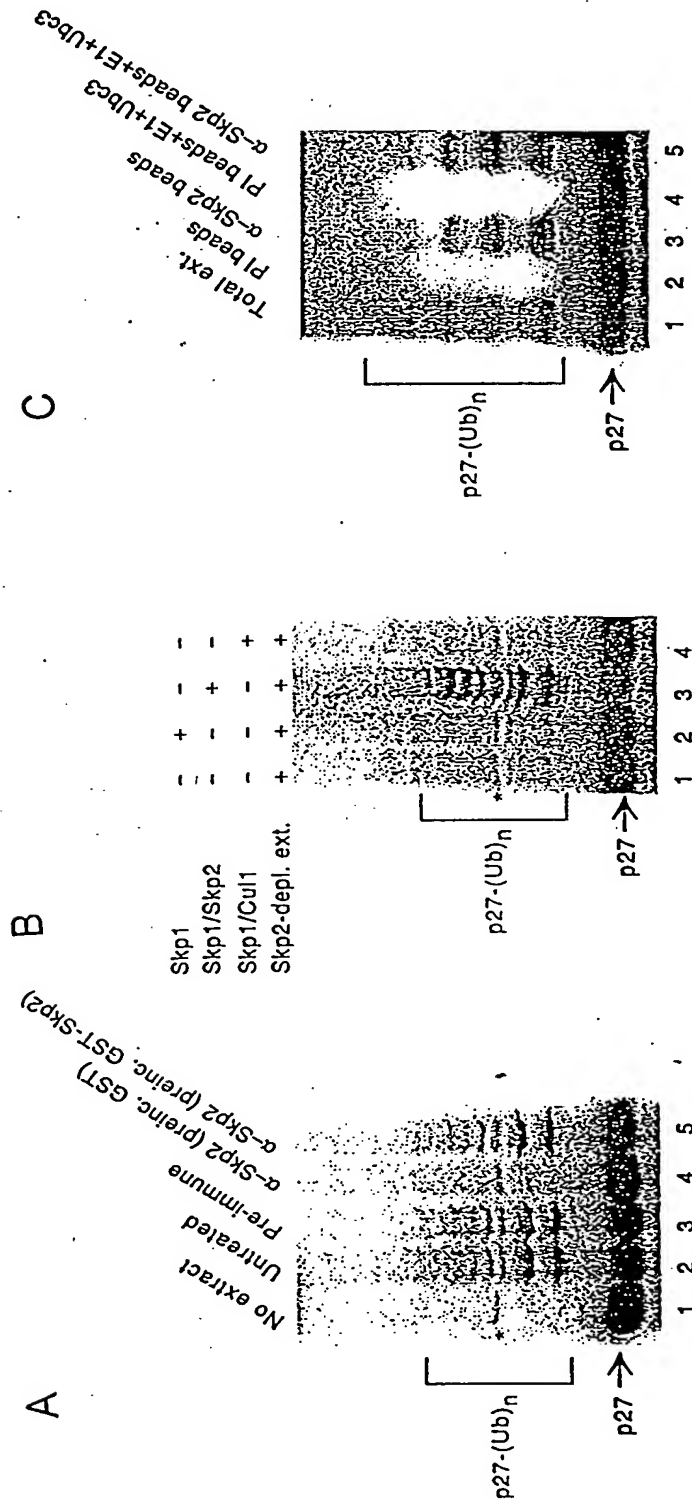 A
No extract
Untreated
Pre-immune
α-Skp2 (preinc. GST)
α-Skp2 (preinc. GST-Skp2)
p27-(Ub)n
*
p27→
1 2 3 4 5
B
Skp1 - + - -
Skp1/Skp2 - - + -
Skp1/Cul1 - - - +
Skp2-depl. ext. + + + +
p27-(Ub)n
*
p27→
1 2 3 4
C
Total ext.
PI beads
α-Skp2 beads
PI beads+E1+Ubc3
α-Skp2 beads+E1+Ubc3
p27-(Ub)n
p27→
1 2 3 4 5